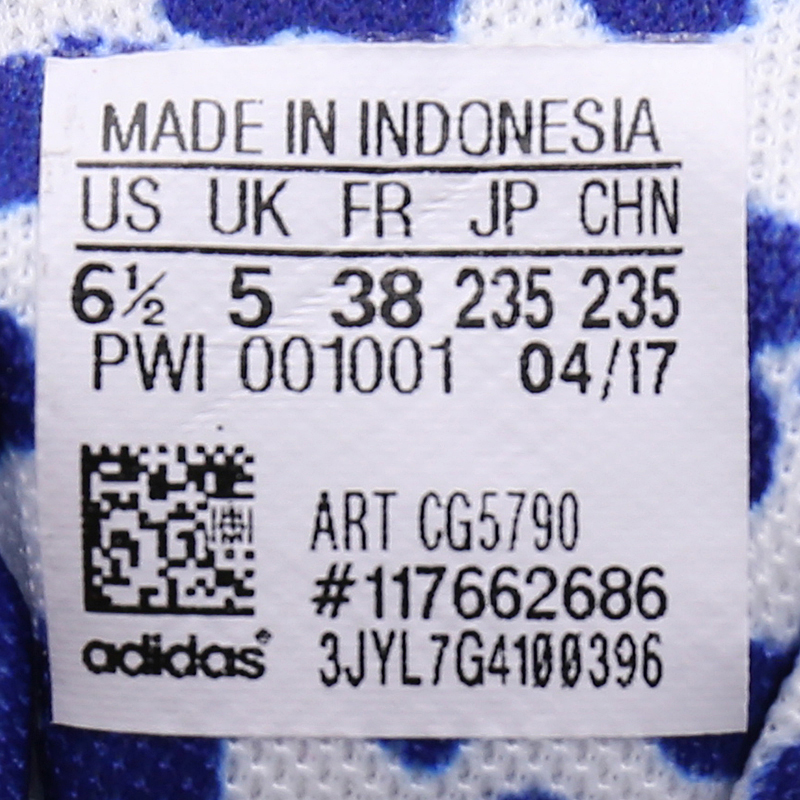 MADE IN INDONESIA
US UK FR JP CHN
6½ 5 38 235 235
PWI 001001 04/17
ART CG5790
#117662686
adidas® 3JYL7G4100396